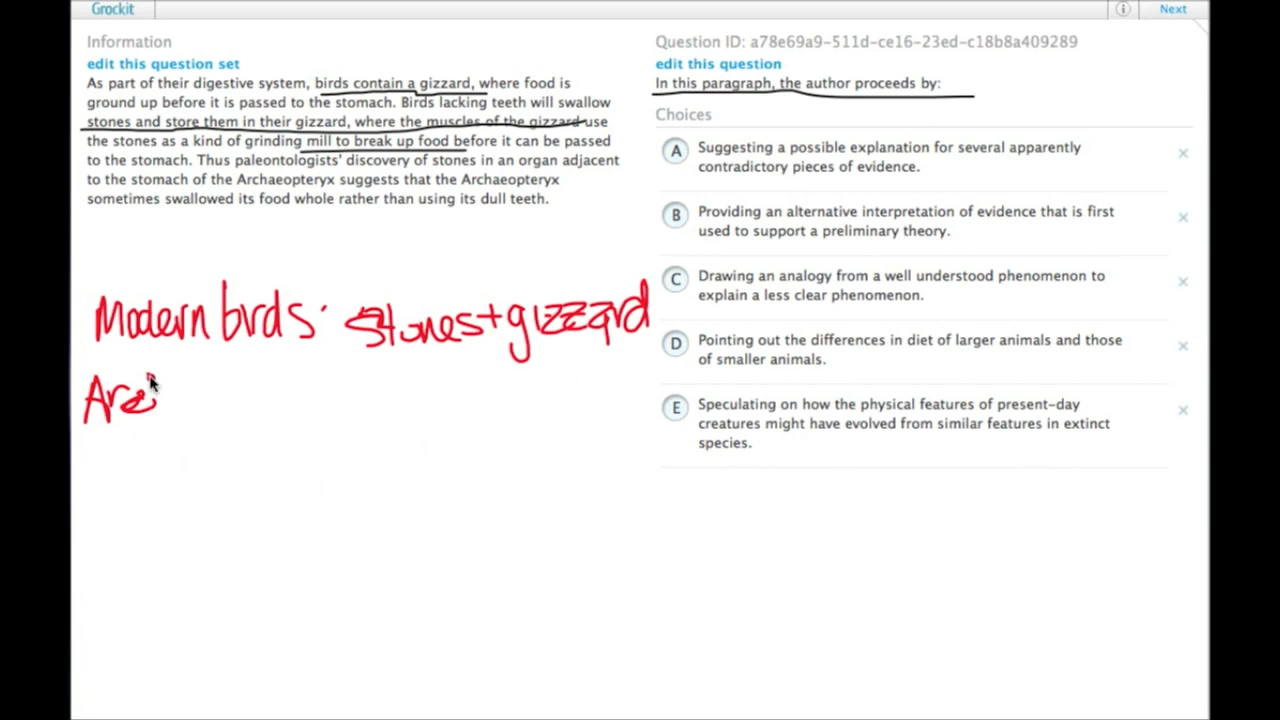 Grockit
Next
Information
edit this question set
As part of their digestive system, birds contain a gizzard, where food is
ground up before it is passed to the stomach. Birds lacking teeth will swallow
stones and store them in their gizzard, where the muscles of the gizzard use
the stones as a kind of grinding mill to break up food before it can be passed
to the stomach. Thus paleontologists' discovery of stones in an organ adjacent
to the stomach of the Archaeopteryx suggests that the Archaeopteryx
sometimes swallowed its food whole rather than using its dull teeth.
Modern birds: stones+gizzard
Question ID: a78e69a9-511d-ce16-23ed-c18b8a409289
edit this question
In this paragraph, the author proceeds by:
Choices
A Suggesting a possible explanation for several apparently
contradictory pieces of evidence.
B Providing an alternative interpretation of evidence that is first
used to support a preliminary theory.
C Drawing an analogy from a well understood phenomenon to
explain a less clear phenomenon.
D Pointing out the differences in diet of larger animals and those
of smaller animals.
E Speculating on how the physical features of present-day
creatures might have evolved from similar features in extinct
species.